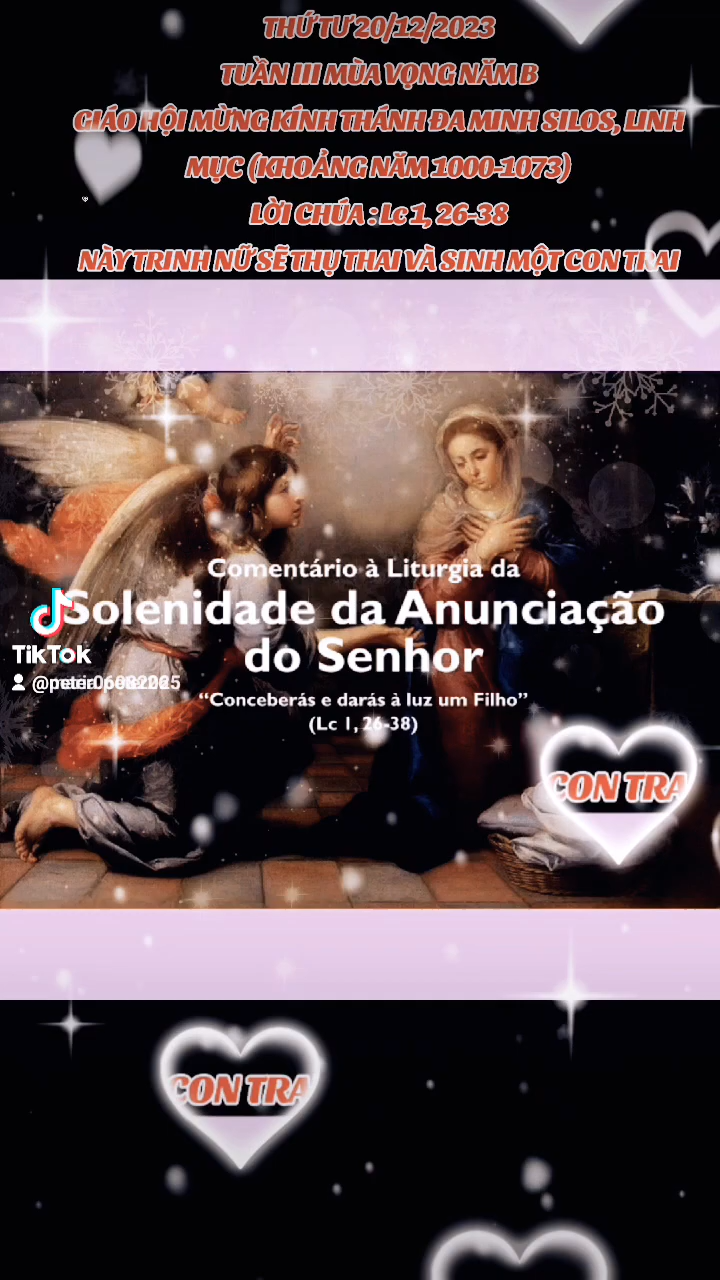 THỨ TƯ 20/12/2023
TUẦN III MÙA VỌNG NĂM B
GIÁO HỘI MỪNG KÍNH THÁNH ĐA MINH SILOS, LINH
MỤC (KHOẢNG NĂM 1000-1073)
LỜI CHÚA : Lc 1, 26-38
NÀY TRINH NỮ SẼ THỤ THAI VÀ SINH MỘT CON TRAI
Comentário à Liturgia da
Solenidade da Anunciação
do Senhor
“Conceberás e darás à luz um Filho”
(Lc 1, 26-38)
TikTok
CON TRA
CON TRA